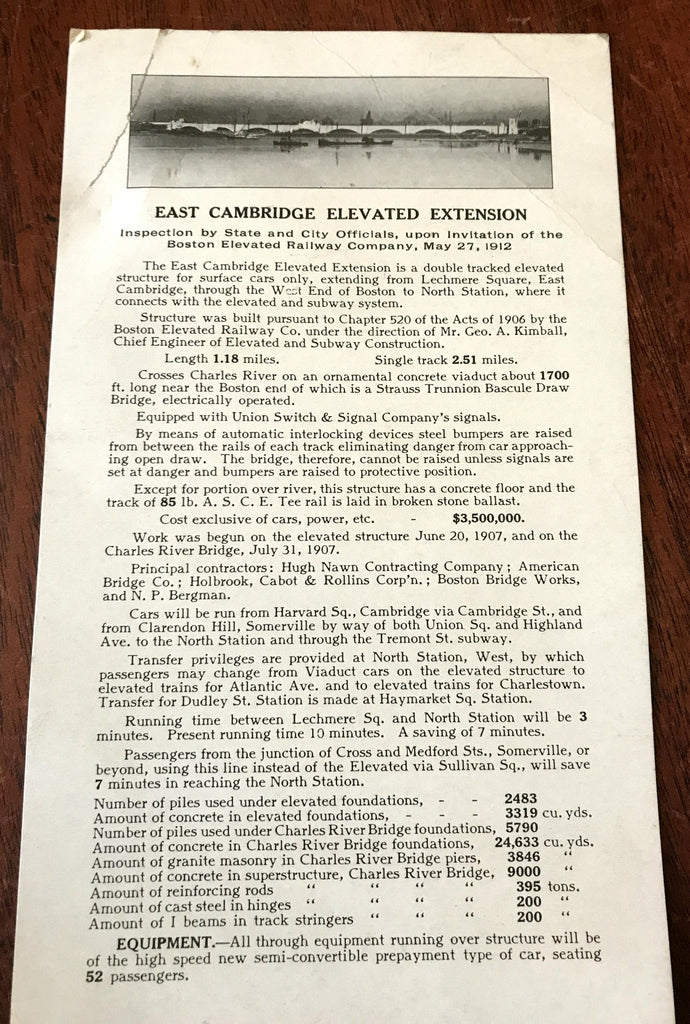 EAST CAMBRIDGE ELEVATED EXTENSION
Inspection by State and City Officials, upon Invitation of the
Boston Elevated Railway Company, May 27, 1912
The East Cambridge Elevated Extension is a double tracked elevated
structure for surface cars only, extending from Lechmere Square, East
Cambridge, through the West End of Boston to North Station, where it
connects with the elevated and subway system.
Structure was built pursuant to Chapter 520 of the Acts of 1906 by the
Boston Elevated Railway Co. under the direction of Mr. Geo. A. Kimball,
Chief Engineer of Elevated and Subway Construction.
Length 1.18 miles. Single track 2.51 miles.
Crosses Charles River on an ornamental concrete viaduct about 1700
ft. long near the Boston end of which is a Strauss Trunnion Bascule Draw
Bridge, electrically operated.
Equipped with Union Switch & Signal Company's signals.
By means of automatic interlocking devices steel bumpers are raised
from between the rails of each track eliminating danger from car approach-
ing open draw. The bridge, therefore, cannot be raised unless signals are
set at danger and bumpers are raised to protective position.
Except for portion over river, this structure has a concrete floor and the
track of 85 lb. A. S. C. E. Tee rail is laid in broken stone ballast.
Cost exclusive of cars, power, etc. - $3,500,000.
Work was begun on the elevated structure June 20, 1907, and on the
Charles River Bridge, July 31, 1907.
Principal contractors: Hugh Nawn Contracting Company; American
Bridge Co.; Holbrook, Cabot & Rollins Corp'n.; Boston Bridge Works,
and N. P. Bergman.
Cars will be run from Harvard Sq., Cambridge via Cambridge St., and
from Clarendon Hill, Somerville by way of both Union Sq. and Highland
Ave. to the North Station and through the Tremont St. subway.
Transfer privileges are provided at North Station, West, by which
passengers may change from Viaduct cars on the elevated structure to
elevated trains for Atlantic Ave. and to elevated trains for Charlestown.
Transfer for Dudley St. Station is made at Haymarket Sq. Station.
Running time between Lechmere Sq. and North Station will be 3
minutes. Present running time 10 minutes. A saving of 7 minutes.
Passengers from the junction of Cross and Medford Sts., Somerville, or
beyond, using this line instead of the Elevated via Sullivan Sq., will save
7 minutes in reaching the North Station.
Number of piles used under elevated foundations, - - 2483
Amount of concrete in elevated foundations, - - - 3319 cu. yds.
Number of piles used under Charles River Bridge foundations, 5790
Amount of concrete in Charles River Bridge foundations, 24,633 cu. yds.
Amount of granite masonry in Charles River Bridge piers, 3846 "
Amount of concrete in superstructure, Charles River Bridge, 9000 "
Amount of reinforcing rods " " " " 395 tons.
Amount of cast steel in hinges " " " " 200 "
Amount of I beams in track stringers " " " " 200 "
EQUIPMENT.—All through equipment running over structure will be
of the high speed new semi-convertible prepayment type of car, seating
52 passengers.